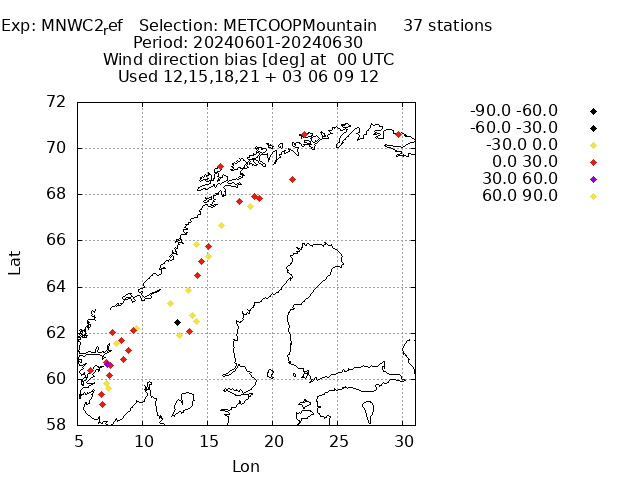 Exp: MNWC2ref   Selection: METCOOPMountain     37 stations
Period: 20240601-20240630
Wind direction bias [deg] at  00 UTC
Used 12,15,18,21 + 03 06 09 12
-90.0 -60.0
-60.0 -30.0
-30.0 0.0
0.0 30.0
30.0 60.0
60.0 90.0
72
70
68
66
64
62
60
58
Lat
5 10 15 20 25 30
Lon